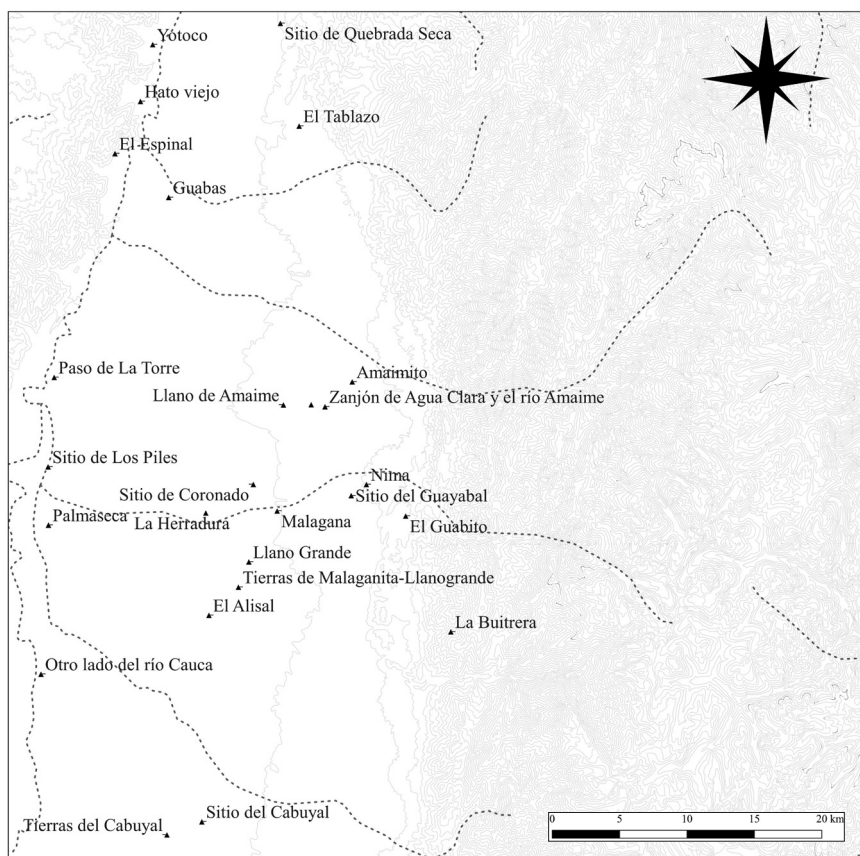 Yótoco
Sitio de Quebrada Seca
Hato viejo
El Tablazo
El Espinal
Guabas
Paso de La Torre
Amaimito
Llano de Amaime
Zanjón de Agua Clara y el río Amaime
Sitio de Los Piles
Nima
Sitio de Coronado
Sitio del Guayabal
Palmaseca
La Herradura
Malagana
El Guabito
Llano Grande
Tierras de Malaganita-Llanogrande
El Alisal
La Buitrera
Otro lado del río Cauca
Sitio del Cabuyal
Tierras del Cabuyal
0 5 10 15 20 km